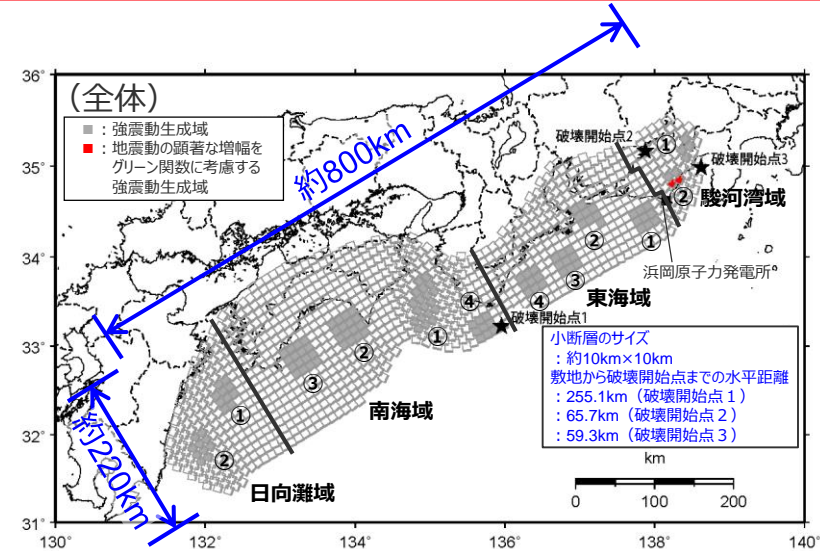 36°
35°
34°
33°
32°
31°
130°
132°
134°
136°
138°
140°
（全体）
■ ：強震動生成域
■ ：地震動の顕著な増幅を
グリーン関数に考慮する
強震動生成域
約800km
約220km
破壊開始点2
①
破壊開始点3
②
駿河湾域
浜岡原子力発電所
②
①
③
④
東海域
④
破壊開始点1
①
②
③
南海域
①
②
日向灘域
小断層のサイズ
：約10km×10km
敷地から破壊開始点までの水平距離
：255.1km（破壊開始点１）
：65.7km（破壊開始点２）
：59.3km（破壊開始点３）
km
0 100 200